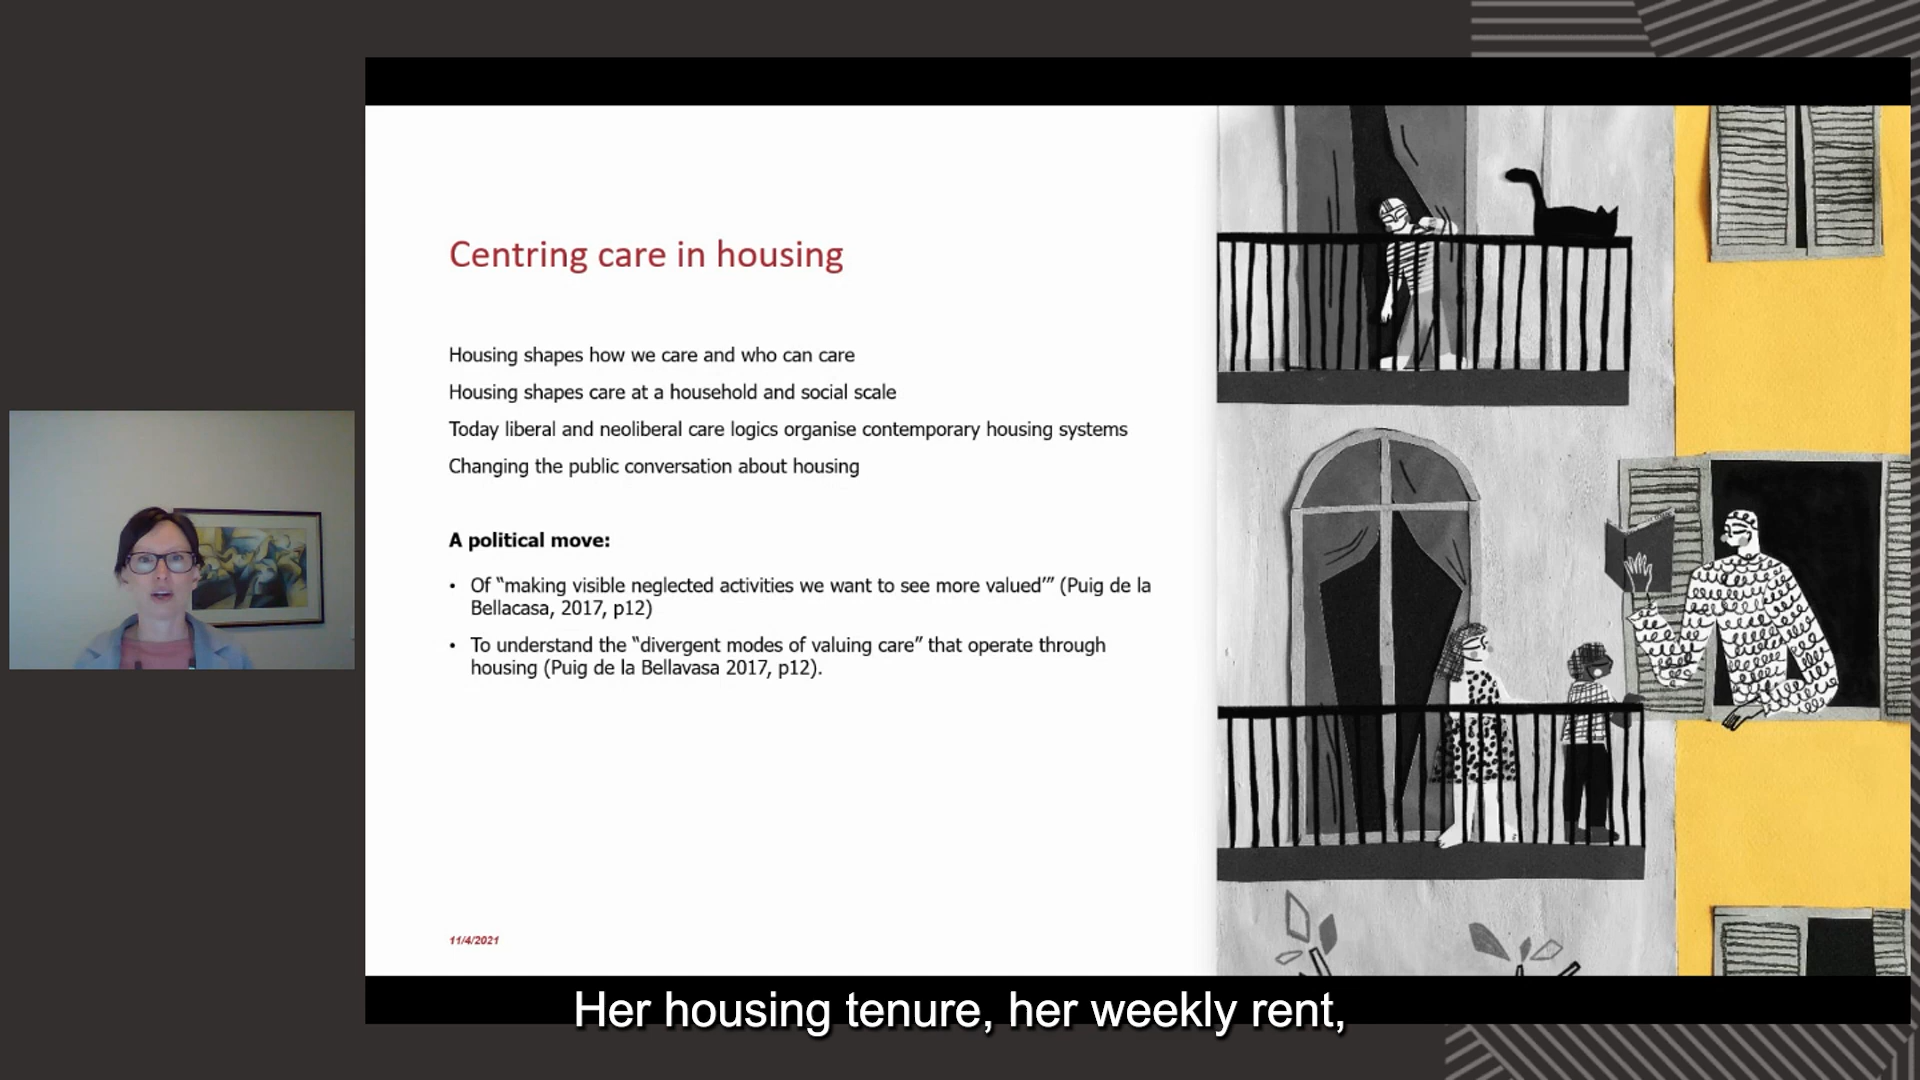 Centring care in housing
Housing shapes how we care and who can care
Housing shapes care at a household and social scale
Today liberal and neoliberal care logics organise contemporary housing systems
Changing the public conversation about housing
A political move:
• Of “making visible neglected activities we want to see more valued’” (Puig de la
Bellacasa, 2017, p12)
• To understand the “divergent modes of valuing care” that operate through
housing (Puig de la Bellavasa 2017, p12).
11/4/2021
Her housing tenure, her weekly rent,